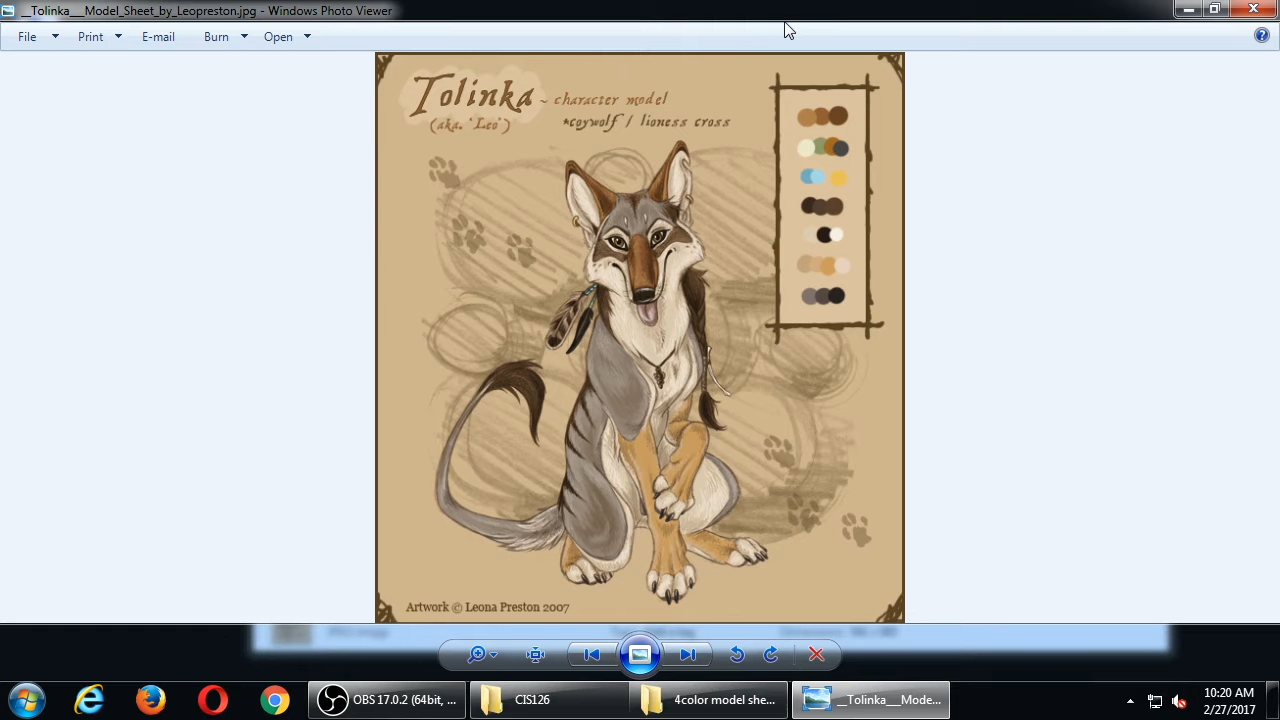 __Tolinka___Model_Sheet_by_Leopreston.jpg - Windows Photo Viewer
File Print E-mail Burn Open
Tolinka ~ character model
(aka. 'Leo') *coywolf / lioness cross
Artwork © Leona Preston 2007
OBS 17.0.2 (64bit, ... CIS126 4color model she... __Tolinka___Mode...
10:20 AM
2/27/2017